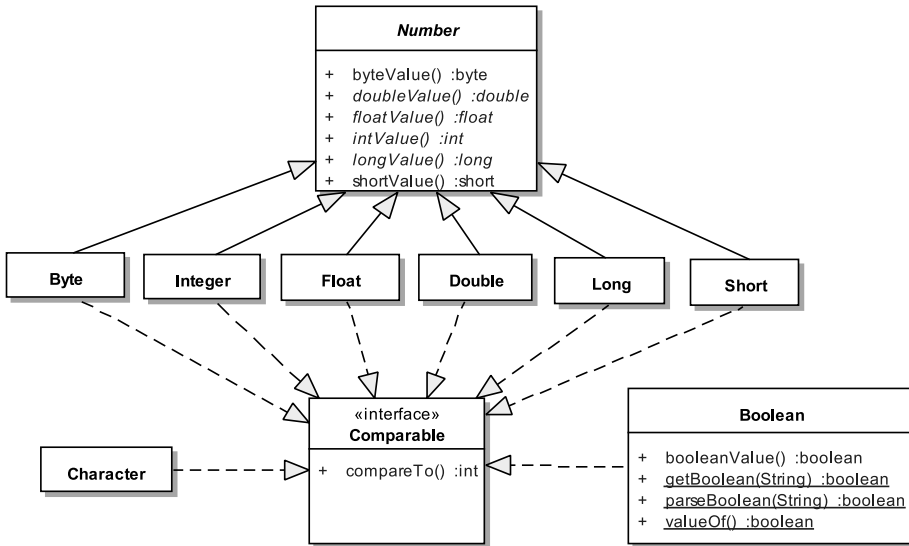 Number
+ byteValue() :byte
+ doubleValue() :double
+ floatValue() :float
+ intValue() :int
+ longValue() :long
+ shortValue() :short
Byte
Integer
Float
Double
Long
Short
«interface»
Comparable
+ compareTo() :int
Character
Boolean
+ booleanValue() :boolean
+ getBoolean(String) :boolean
+ parseBoolean(String) :boolean
+ valueOf() :boolean